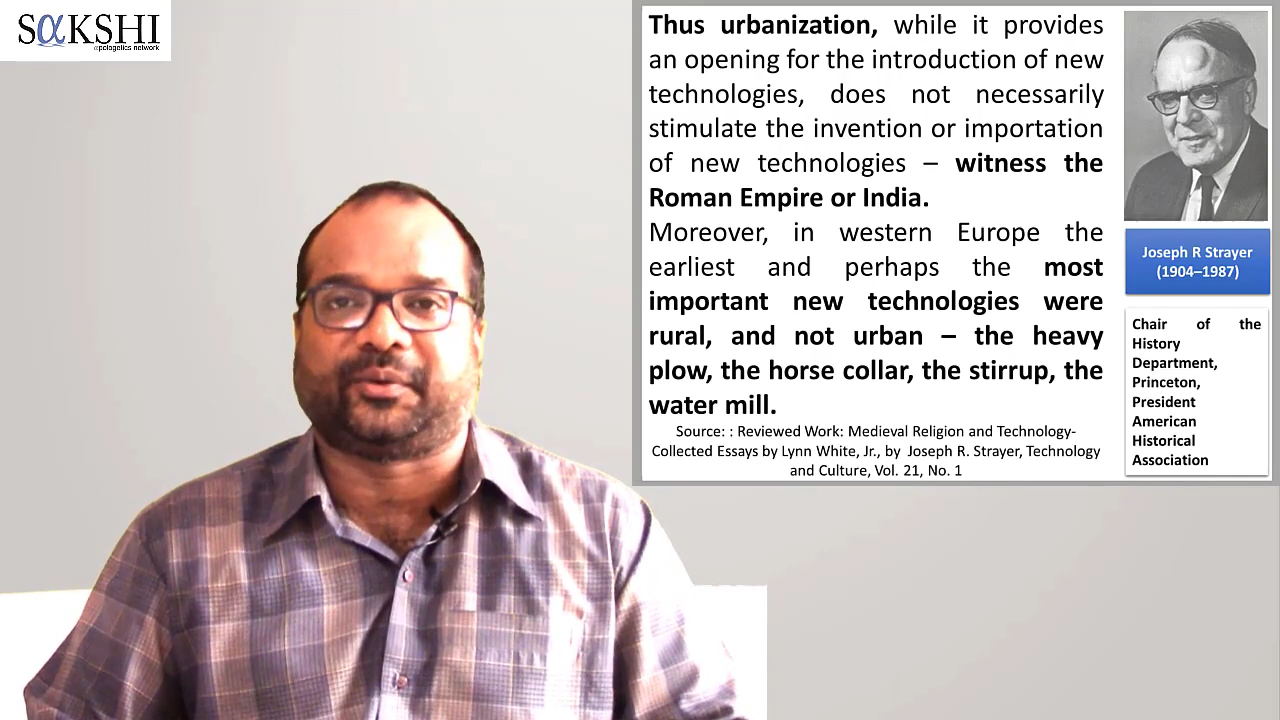 SαKSHI
αpologetics network
Thus urbanization, while it provides
an opening for the introduction of new
technologies, does not necessarily
stimulate the invention or importation
of new technologies – witness the
Roman Empire or India.
Moreover, in western Europe the
earliest and perhaps the most
important new technologies were
rural, and not urban – the heavy
plow, the horse collar, the stirrup, the
water mill.
Source: : Reviewed Work: Medieval Religion and Technology-
Collected Essays by Lynn White, Jr., by Joseph R. Strayer, Technology
and Culture, Vol. 21, No. 1
Joseph R Strayer
(1904–1987)
Chair of the
History
Department,
Princeton,
President
American
Historical
Association